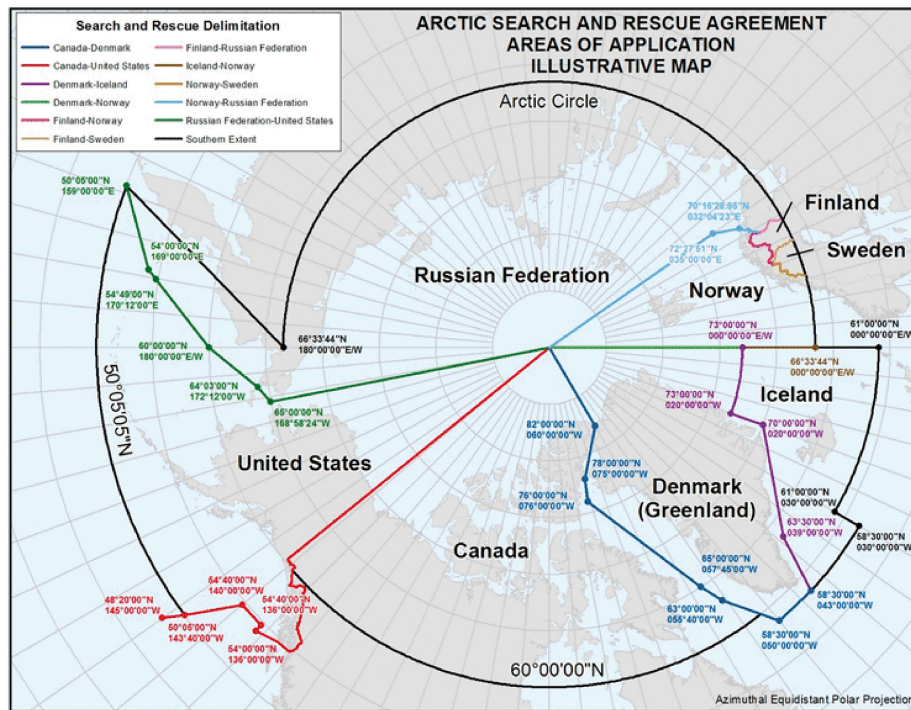 Search and Rescue Delimitation
Canada-Denmark
Canada-United States
Denmark-Iceland
Denmark-Norway
Finland-Norway
Finland-Sweden
Finland-Russian Federation
Iceland-Norway
Norway-Sweden
Norway-Russian Federation
Russian Federation-United States
Southern Extent
ARCTIC SEARCH AND RESCUE AGREEMENT
AREAS OF APPLICATION
ILLUSTRATIVE MAP
Arctic Circle
50°05'00"N
159°00'00"E
54°00'00"N
169°00'00"E
54°49'00"N
170°12'00"E
60°00'00"N
180°00'00"E/W
64°03'00"N
172°12'00"W
65°00'00"N
168°58'24"W
66°33'44"N
180°00'00"E/W
50°05'05"N
Russian Federation
70°16'28.95"N
032°04'23"E
72°27'51"N
035°00'00"E
Finland
Sweden
Norway
73°00'00"N
000°00'00"E/W
61°00'00"N
000°00'00"E/W
66°33'44"N
000°00'00"E/W
Iceland
73°00'00"N
020°00'00"W
70°00'00"N
020°00'00"W
82°00'00"N
060°00'00"W
78°00'00"N
075°00'00"W
76°00'00"N
076°00'00"W
United States
Denmark
(Greenland)
Canada
61°00'00"N
030°00'00"W
58°30'00"N
030°00'00"W
63°30'00"N
039°00'00"W
65°00'00"N
057°45'00"W
63°00'00"N
055°40'00"W
58°30'00"N
043°00'00"W
58°30'00"N
050°00'00"W
48°20'00"N
145°00'00"W
50°05'00"N
143°40'00"W
54°40'00"N
140°00'00"W
54°40'00"N
136°00'00"W
54°00'00"N
136°00'00"W
60°00'00"N
Azimuthal Equidistant Polar Projection